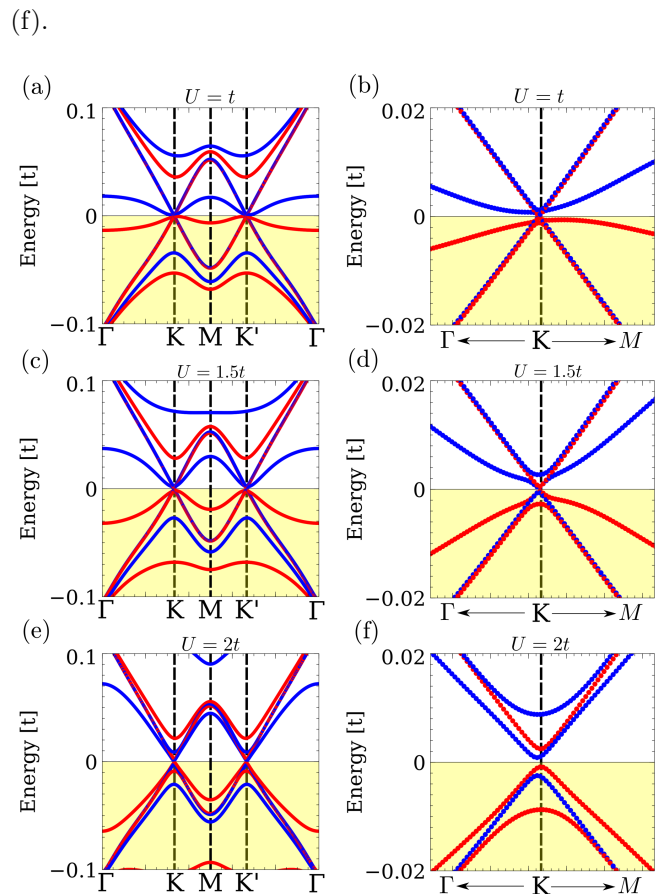 (f).
(a)
U = t
0.1
0
−0.1
Energy [t]
Γ K M K' Γ
(b)
U = t
0.02
0
−0.02
Energy [t]
Γ K M
(c)
U = 1.5t
0.1
0
−0.1
Energy [t]
Γ K M K' Γ
(d)
U = 1.5t
0.02
0
−0.02
Energy [t]
Γ K M
(e)
U = 2t
0.1
0
−0.1
Energy [t]
Γ K M K' Γ
(f)
U = 2t
0.02
0
−0.02
Energy [t]
Γ K M